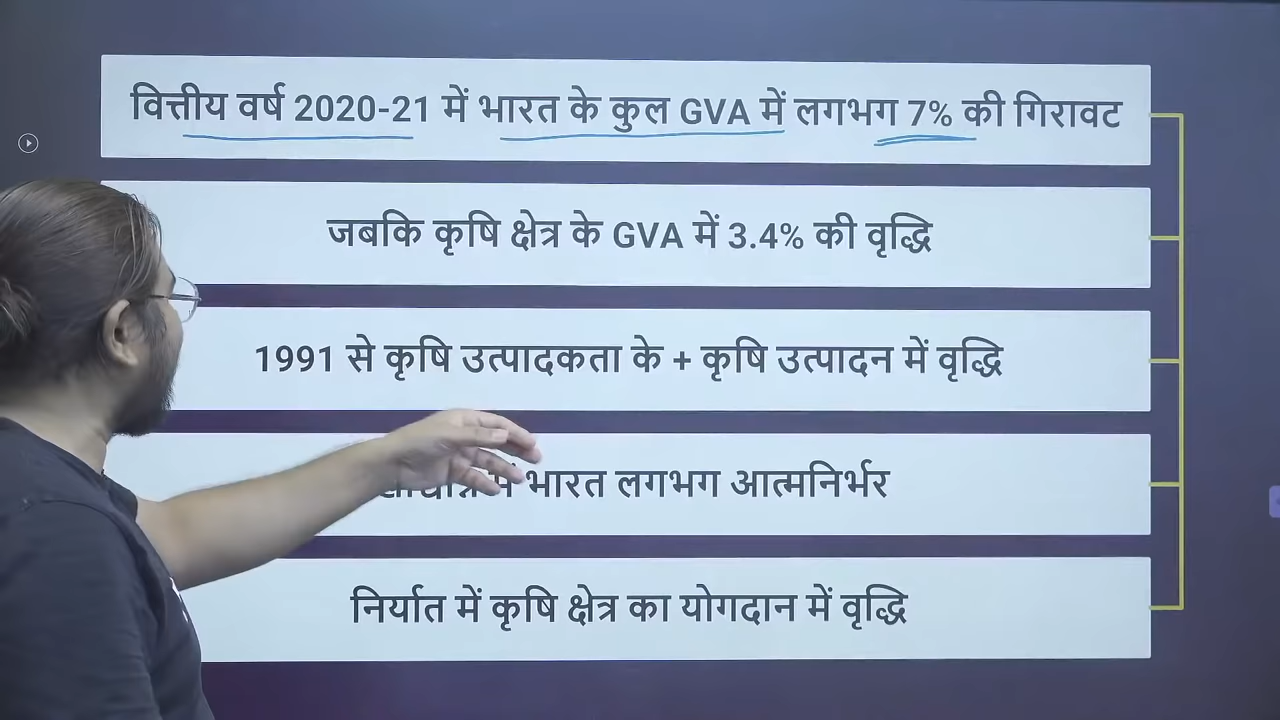 वित्तीय वर्ष 2020-21 में भारत के कुल GVA में लगभग 7% की गिरावट
जबकि कृषि क्षेत्र के GVA में 3.4% की वृद्धि
1991 से कृषि उत्पादकता के + कृषि उत्पादन में वृद्धि
में भारत लगभग आत्मनिर्भर
निर्यात में कृषि क्षेत्र का योगदान में वृद्धि